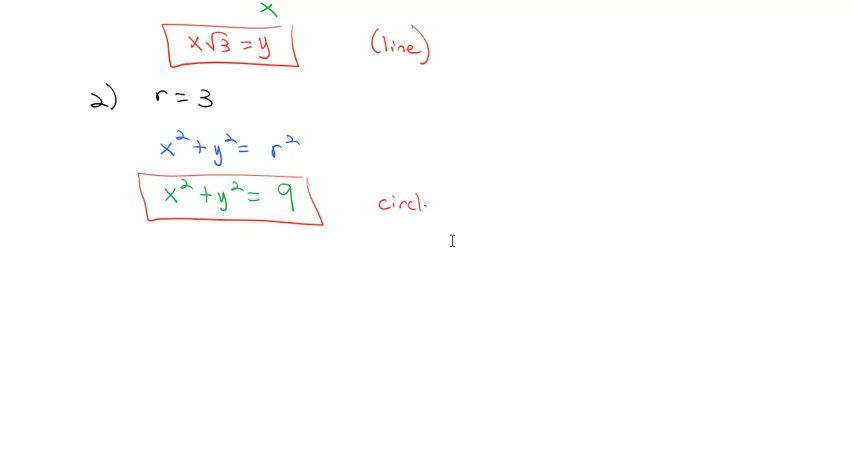 x
x√3 = y (line)
2) r = 3
x² + y² = r²
x² + y² = 9 circl